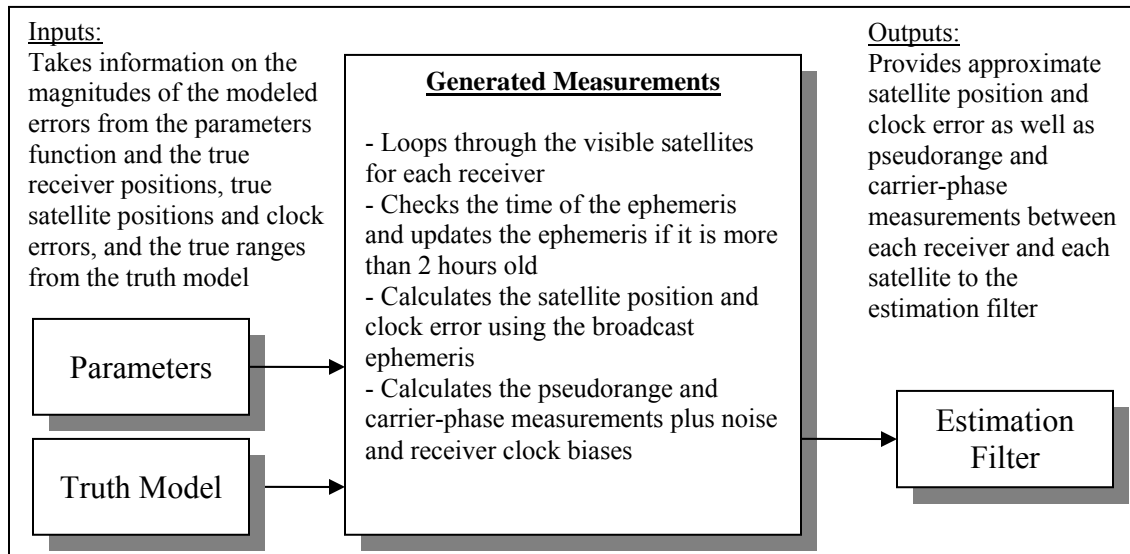 Inputs:
Takes information on the
magnitudes of the modeled
errors from the parameters
function and the true
receiver positions, true
satellite positions and clock
errors, and the true ranges
from the truth model
Parameters
Truth Model
Generated Measurements
- Loops through the visible satellites
for each receiver
- Checks the time of the ephemeris
and updates the ephemeris if it is more
than 2 hours old
- Calculates the satellite position and
clock error using the broadcast
ephemeris
- Calculates the pseudorange and
carrier-phase measurements plus noise
and receiver clock biases
Outputs:
Provides approximate
satellite position and
clock error as well as
pseudorange and
carrier-phase
measurements between
each receiver and each
satellite to the
estimation filter
Estimation
Filter